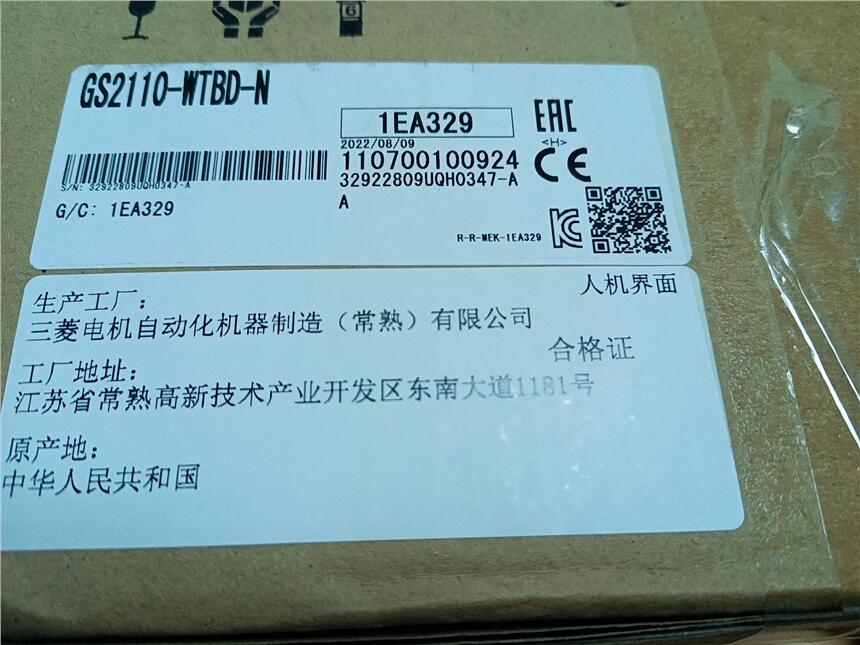 6
GS2110-WTBD-N
1EA329
EAC
2022/08/09
<H>
110700100924
CE
S/N: 32922809UQH0347-A
32922809UQH0347-A
G/C: 1EA329
A
R-R-MEK-1EA329
人机界面
生产工厂:
三菱电机自动化机器制造（常熟）有限公司
合格证
工厂地址:
江苏省常熟高新技术产业开发区东南大道1181号
原产地:
中华人民共和国